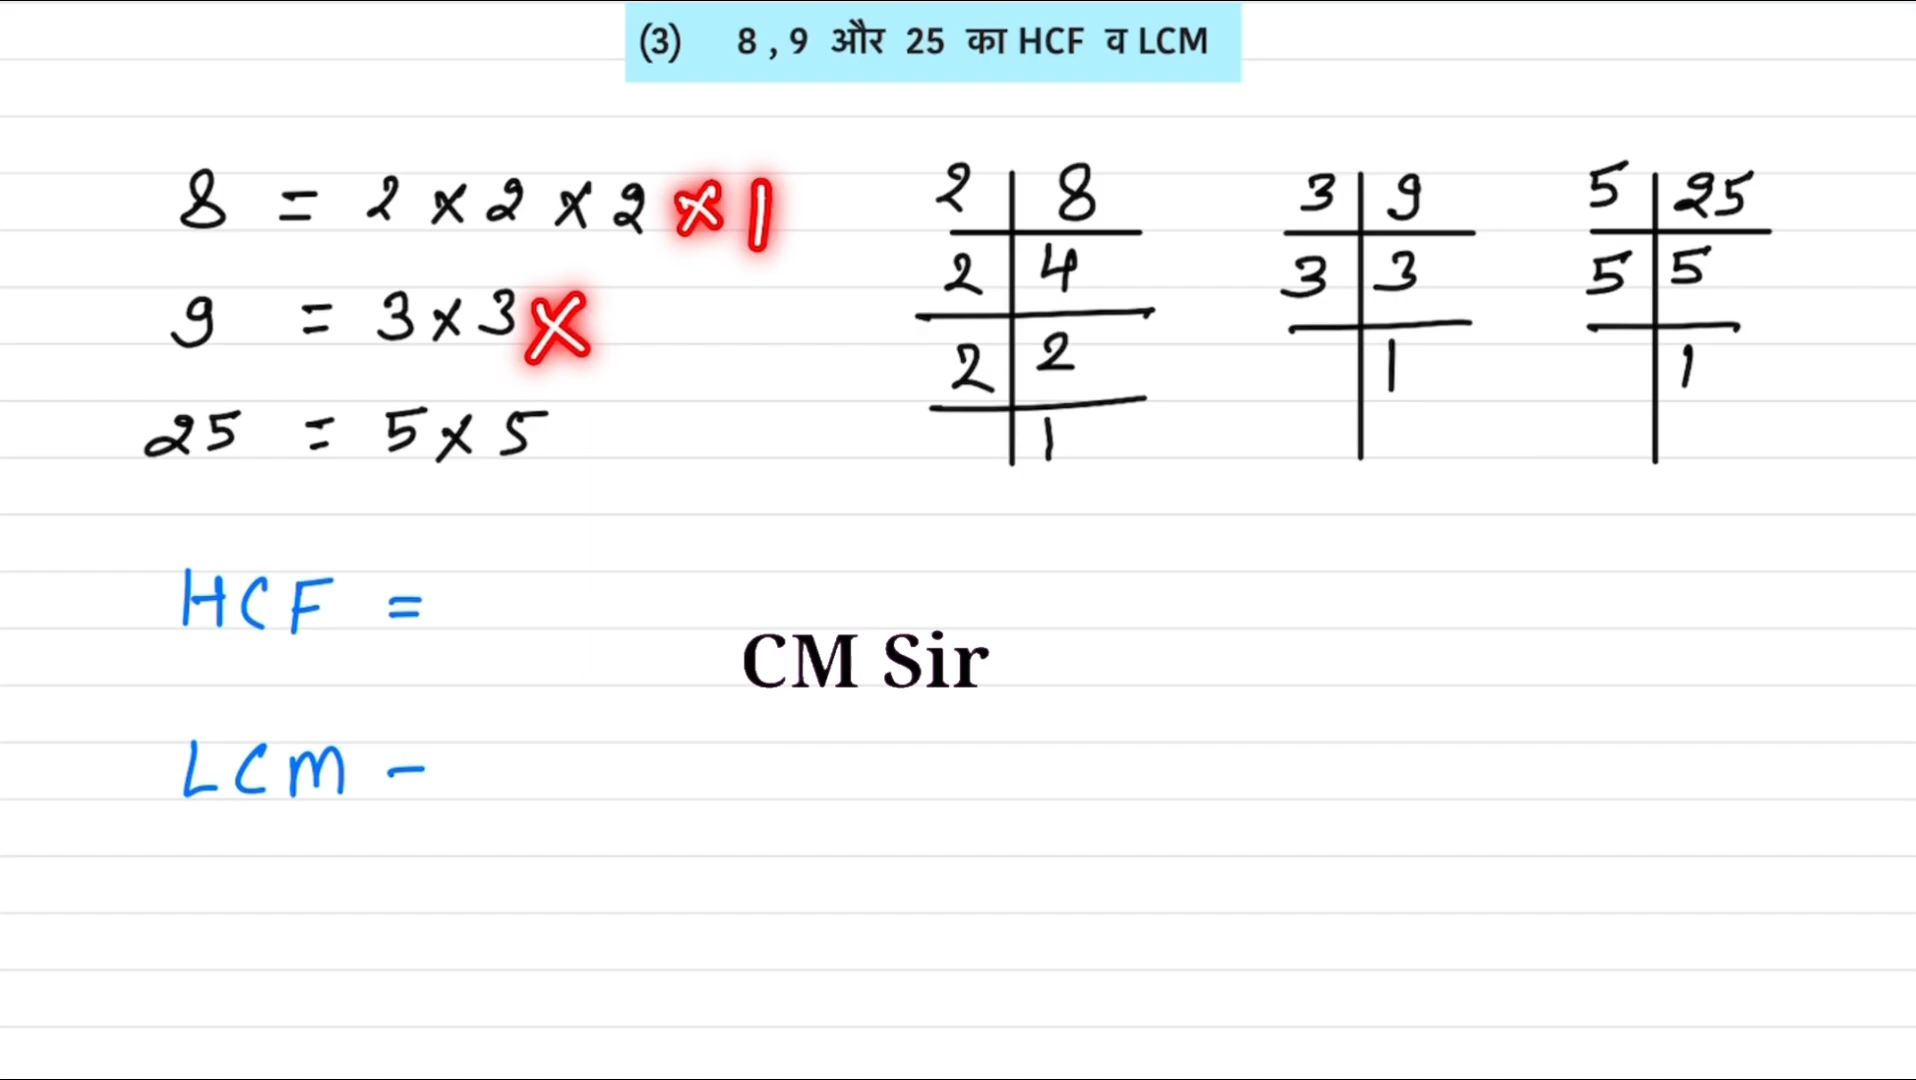 (3) 8 , 9 और 25 का HCF व LCM
8 = 2 × 2 × 2 × 1
9 = 3 × 3 ×
25 = 5 × 5
2 | 8
2 | 4
2 | 2
1
3 | 9
3 | 3
1
5 | 25
5 | 5
1
HCF =
CM Sir
LCM -